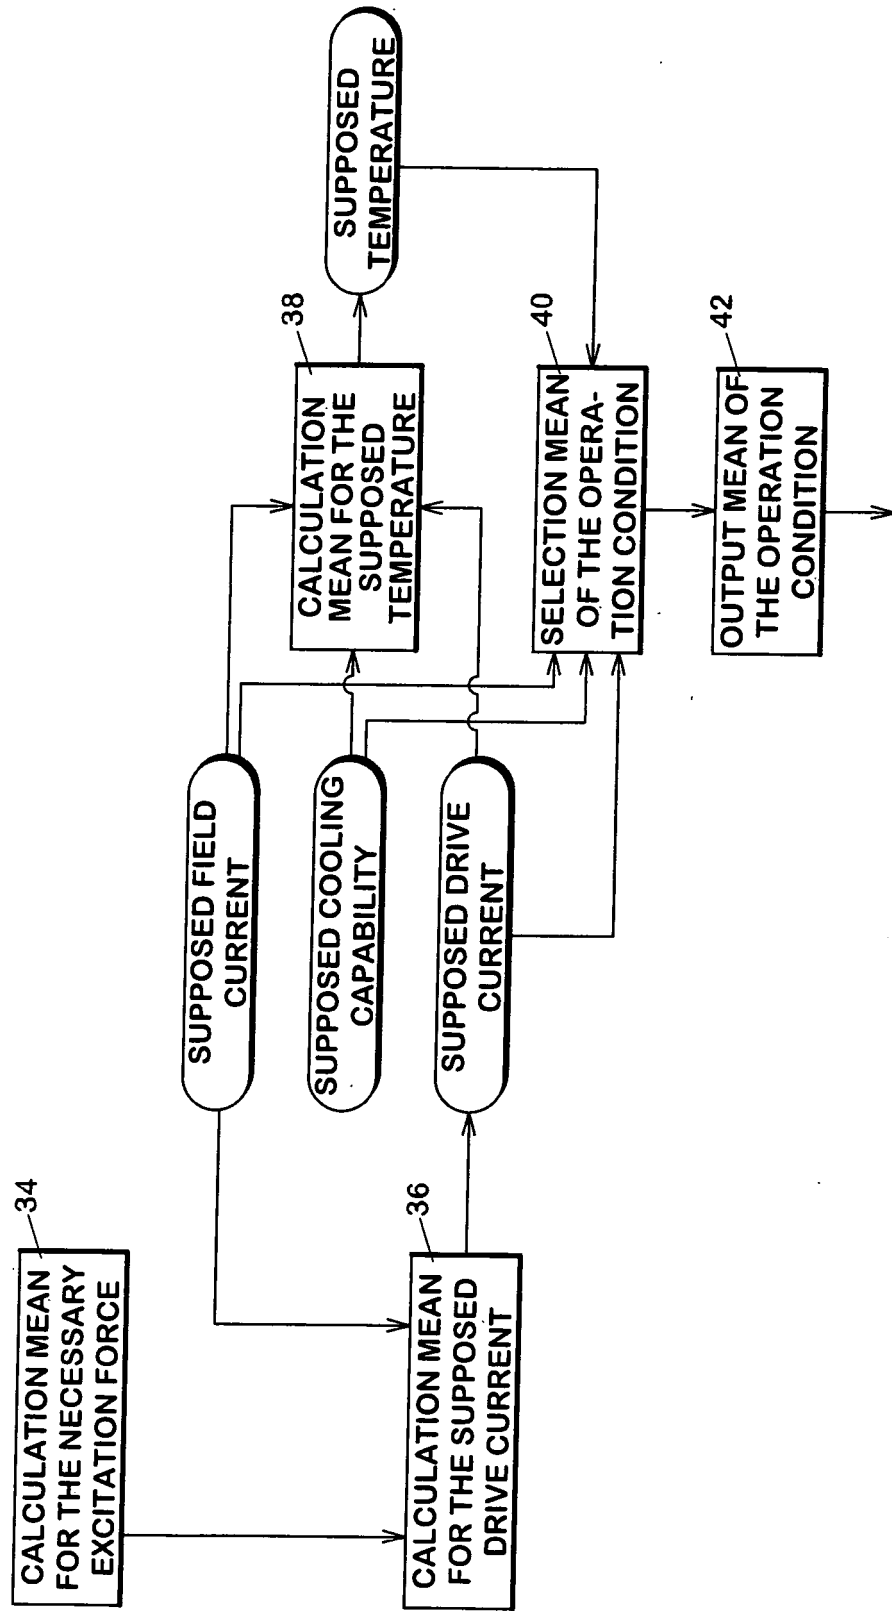 34
CALCULATION MEAN
FOR THE NECESSARY
EXCITATION FORCE
36
CALCULATION MEAN
FOR THE SUPPOSED
DRIVE CURRENT
SUPPOSED FIELD
CURRENT
SUPPOSED COOLING
CAPABILITY
SUPPOSED DRIVE
CURRENT
38
CALCULATION
MEAN FOR THE
SUPPOSED
TEMPERATURE
SUPPOSED
TEMPERATURE
40
SELECTION MEAN
OF THE OPERA-
TION CONDITION
42
OUTPUT MEAN OF
THE OPERATION
CONDITION